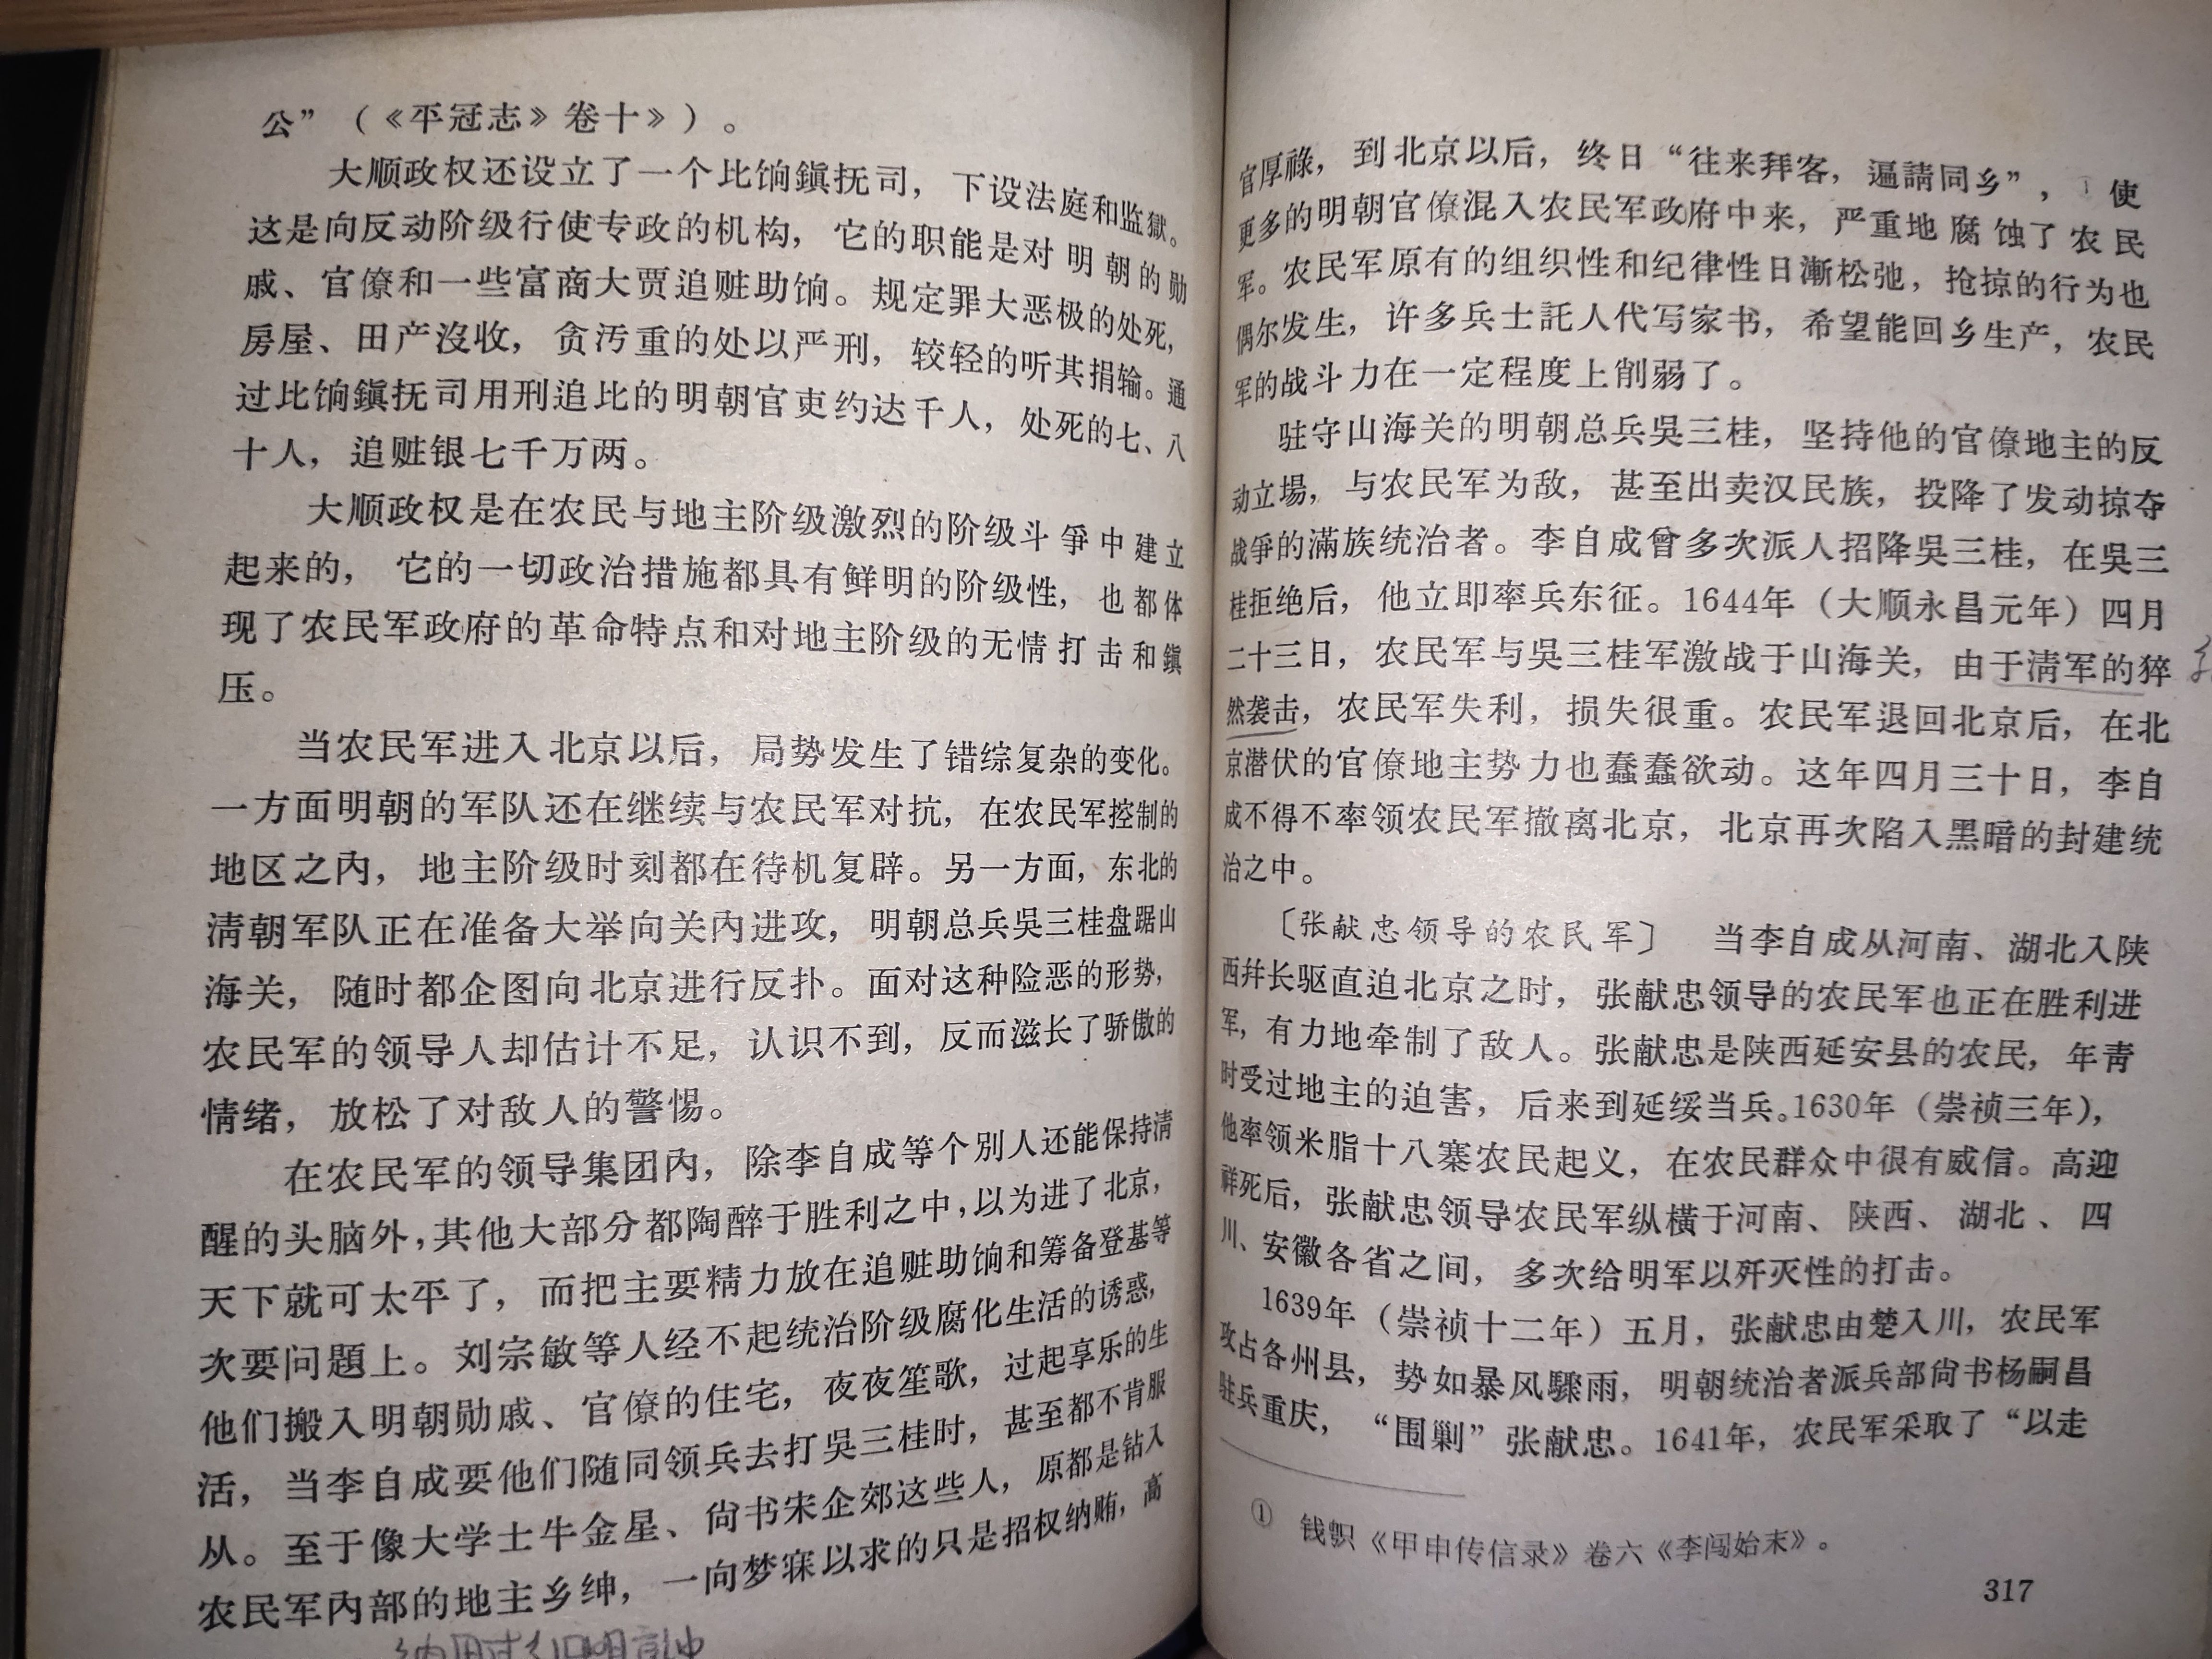 公”（《平冠志》卷十》）。
大顺政权还设立了一个比饷鎭抚司，下设法庭和监獄。
这是向反动阶级行使专政的机构，它的职能是对明朝的勋
戚、官僚和一些富商大贾追赃助饷。规定罪大恶极的处死，
房屋、田产沒收，贪污重的处以严刑，较轻的听其捐输。通
过比饷鎭抚司用刑追比的明朝官吏约达千人，处死的七、八
十人，追赃银七千万两。
大顺政权是在农民与地主阶级激烈的阶级斗爭中建立
起来的，它的一切政治措施都具有鲜明的阶级性，也都体
现了农民军政府的革命特点和对地主阶级的无情打击和鎭
压。
当农民军进入北京以后，局势发生了错综复杂的变化。
一方面明朝的军队还在继续与农民军对抗，在农民军控制的
地区之內，地主阶级时刻都在待机复辟。另一方面，东北的
淸朝军队正在准备大举向关內进攻，明朝总兵吳三桂盘踞山
海关，随时都企图向北京进行反扑。面对这种险恶的形势，
农民军的领导人却估计不足，认识不到，反而滋长了骄傲的
情绪，放松了对敌人的警惕。
在农民军的领导集团內，除李自成等个別人还能保持淸
醒的头脑外，其他大部分都陶醉于胜利之中，以为进了北京，
天下就可太平了，而把主要精力放在追赃助饷和筹备登基等
次要问题上。刘宗敏等人经不起统治阶级腐化生活的诱惑，
他们搬入明朝勋戚、官僚的住宅，夜夜笙歌，过起享乐的生
活，当李自成要他们随同领兵去打吳三桂时，甚至都不肯服
从。至于像大学士牛金星、尙书宋企郊这些人，原都是钻入
农民军內部的地主乡绅，一向梦寐以求的只是招权纳贿，高
官厚祿，到北京以后，终日“往来拜客，遍請同乡”，①使
更多的明朝官僚混入农民军政府中来，严重地腐蚀了农民
军。农民军原有的组织性和纪律性日漸松弛，抢掠的行为也
偶尔发生，许多兵士託人代写家书，希望能回乡生产，农民
军的战斗力在一定程度上削弱了。
驻守山海关的明朝总兵吳三桂，坚持他的官僚地主的反
动立場，与农民军为敌，甚至出卖汉民族，投降了发动掠夺
战爭的滿族统治者。李自成曾多次派人招降吳三桂，在吳三
桂拒绝后，他立即率兵东征。1644年（大顺永昌元年）四月
二十三日，农民军与吳三桂军激战于山海关，由于淸军的猝
然袭击，农民军失利，损失很重。农民军退回北京后，在北
京潜伏的官僚地主势力也蠢蠢欲动。这年四月三十日，李自
成不得不率领农民军撤离北京，北京再次陷入黑暗的封建统
治之中。
〔张献忠领导的农民军〕　当李自成从河南、湖北入陕
西幷长驱直迫北京之时，张献忠领导的农民军也正在胜利进
军，有力地牵制了敌人。张献忠是陕西延安县的农民，年靑
时受过地主的迫害，后来到延绥当兵。1630年（崇祯三年），
他率领米脂十八寨农民起义，在农民群众中很有威信。高迎
祥死后，张献忠领导农民军纵橫于河南、陕西、湖北、四
川、安徽各省之间，多次给明军以歼灭性的打击。
1639年（崇祯十二年）五月，张献忠由楚入川，农民军
攻占各州县，势如暴风驟雨，明朝统治者派兵部尙书杨嗣昌
驻兵重庆，“围剿”张献忠。1641年，农民军采取了“以走
① 钱𫖳《甲申传信录》卷六《李闯始末》。
317